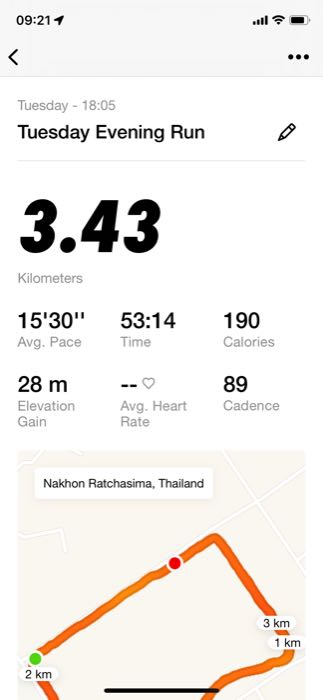 09:21
Tuesday - 18:05
Tuesday Evening Run
3.43
Kilometers
15'30'' 53:14 190
Avg. Pace Time Calories
28 m -- 89
Elevation Gain Avg. Heart Rate Cadence
Nakhon Ratchasima, Thailand
3 km
1 km
2 km